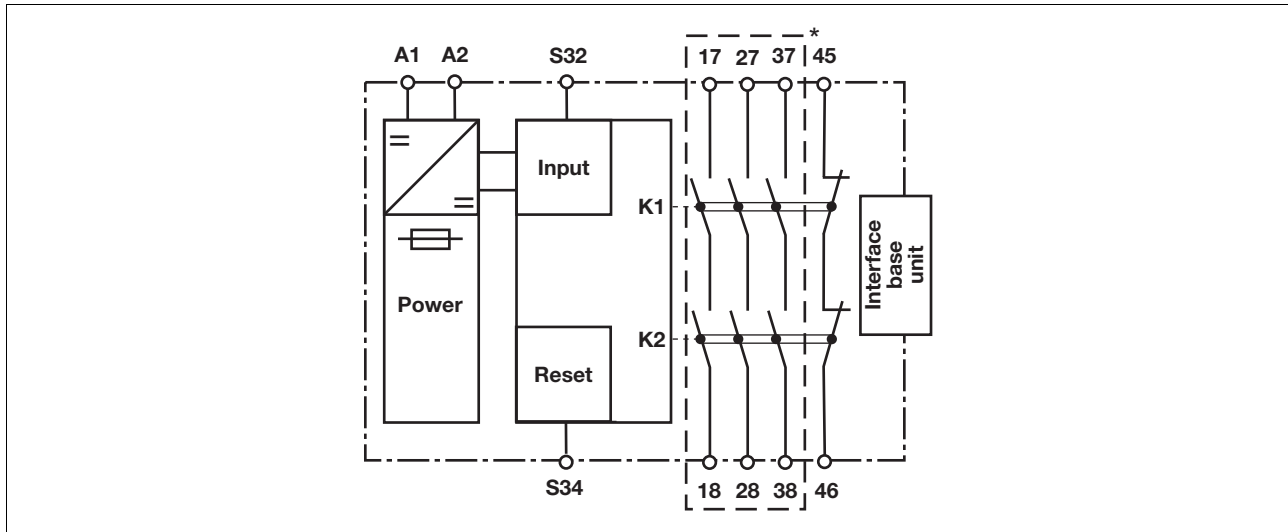 *
A1 A2 S32 17 27 37 45
Input
K1
Interface
base
unit
Power
K2
Reset
S34 18 28 38 46